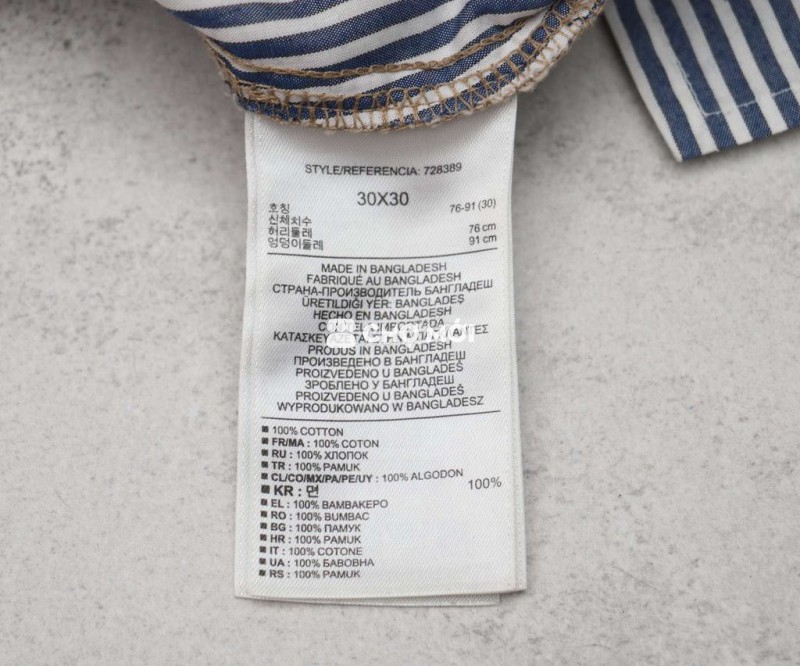 STYLE/REFERENCIA: 728389
30X30
호칭 76-91 (30)
신체치수
허리둘레 76 cm
엉덩이둘레 91 cm
MADE IN BANGLADESH
FABRIQUÉ AU BANGLADESH
СТРАНА-ПРОИЗВОДИТЕЛЬ БАНГЛАДЕШ
ÜRETILDIĞI YER: BANGLADEŞ
HECHO EN BANGLADESH
CHỢ MỚI
PRODUS IN BANGLADESH
ПРОИЗВЕДЕНО В БАНГЛАДЕШ
PROIZVEDENO U BANGLADEŠ
ЗРОБЛЕНО У БАНГЛАДЕШ
PROIZVEDENO U BANGLADEŠ
WYPRODUKOWANO W BANGLADESZ
100% COTTON
FR/MA : 100% COTON
RU : 100% ХЛОПОК
TR : 100% PAMUK
CL/CO/MX/PA/PE/UY : 100% ALGODON
KR : 면 100%
EL : 100% ΒΑΜΒΑΚΕΡΟ
RO : 100% BUMBAC
BG : 100% ПАМУК
HR : 100% PAMUK
IT : 100% COTONE
UA : 100% БАВОВНА
RS : 100% PAMUK